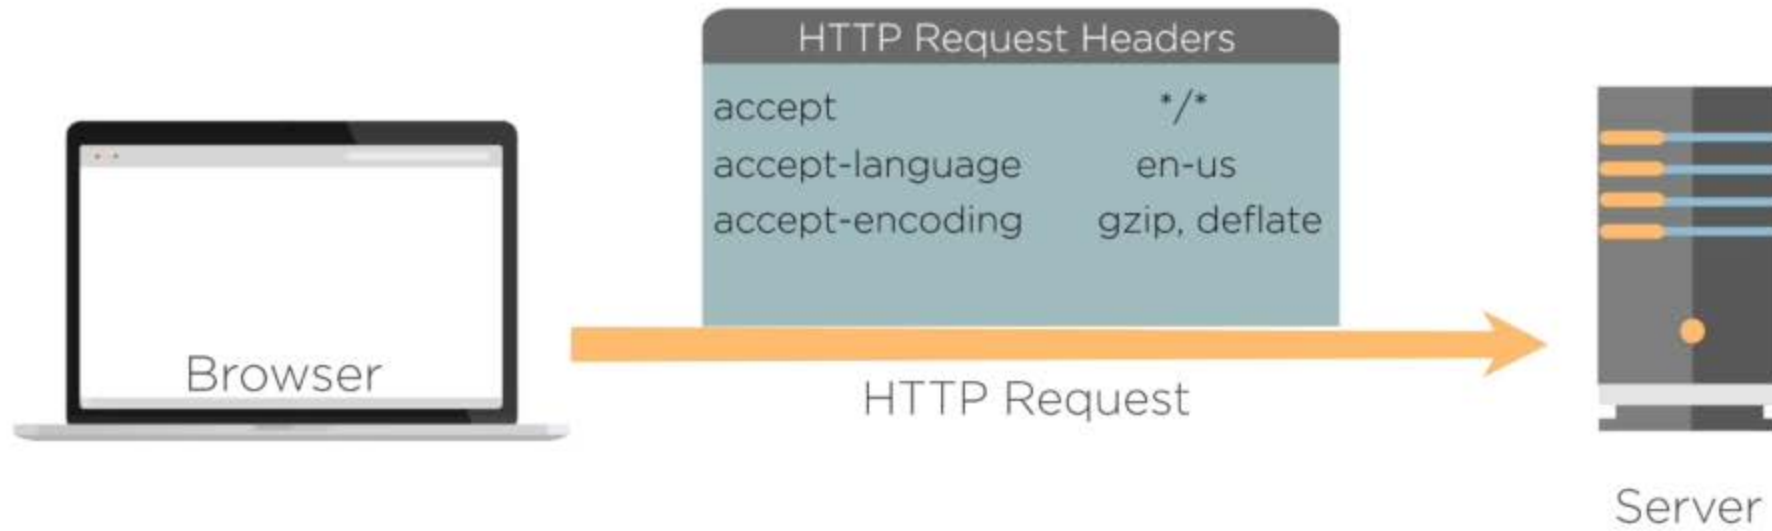 HTTP Request Headers
accept */*
accept-language en-us
accept-encoding gzip, deflate
Browser
HTTP Request
Server